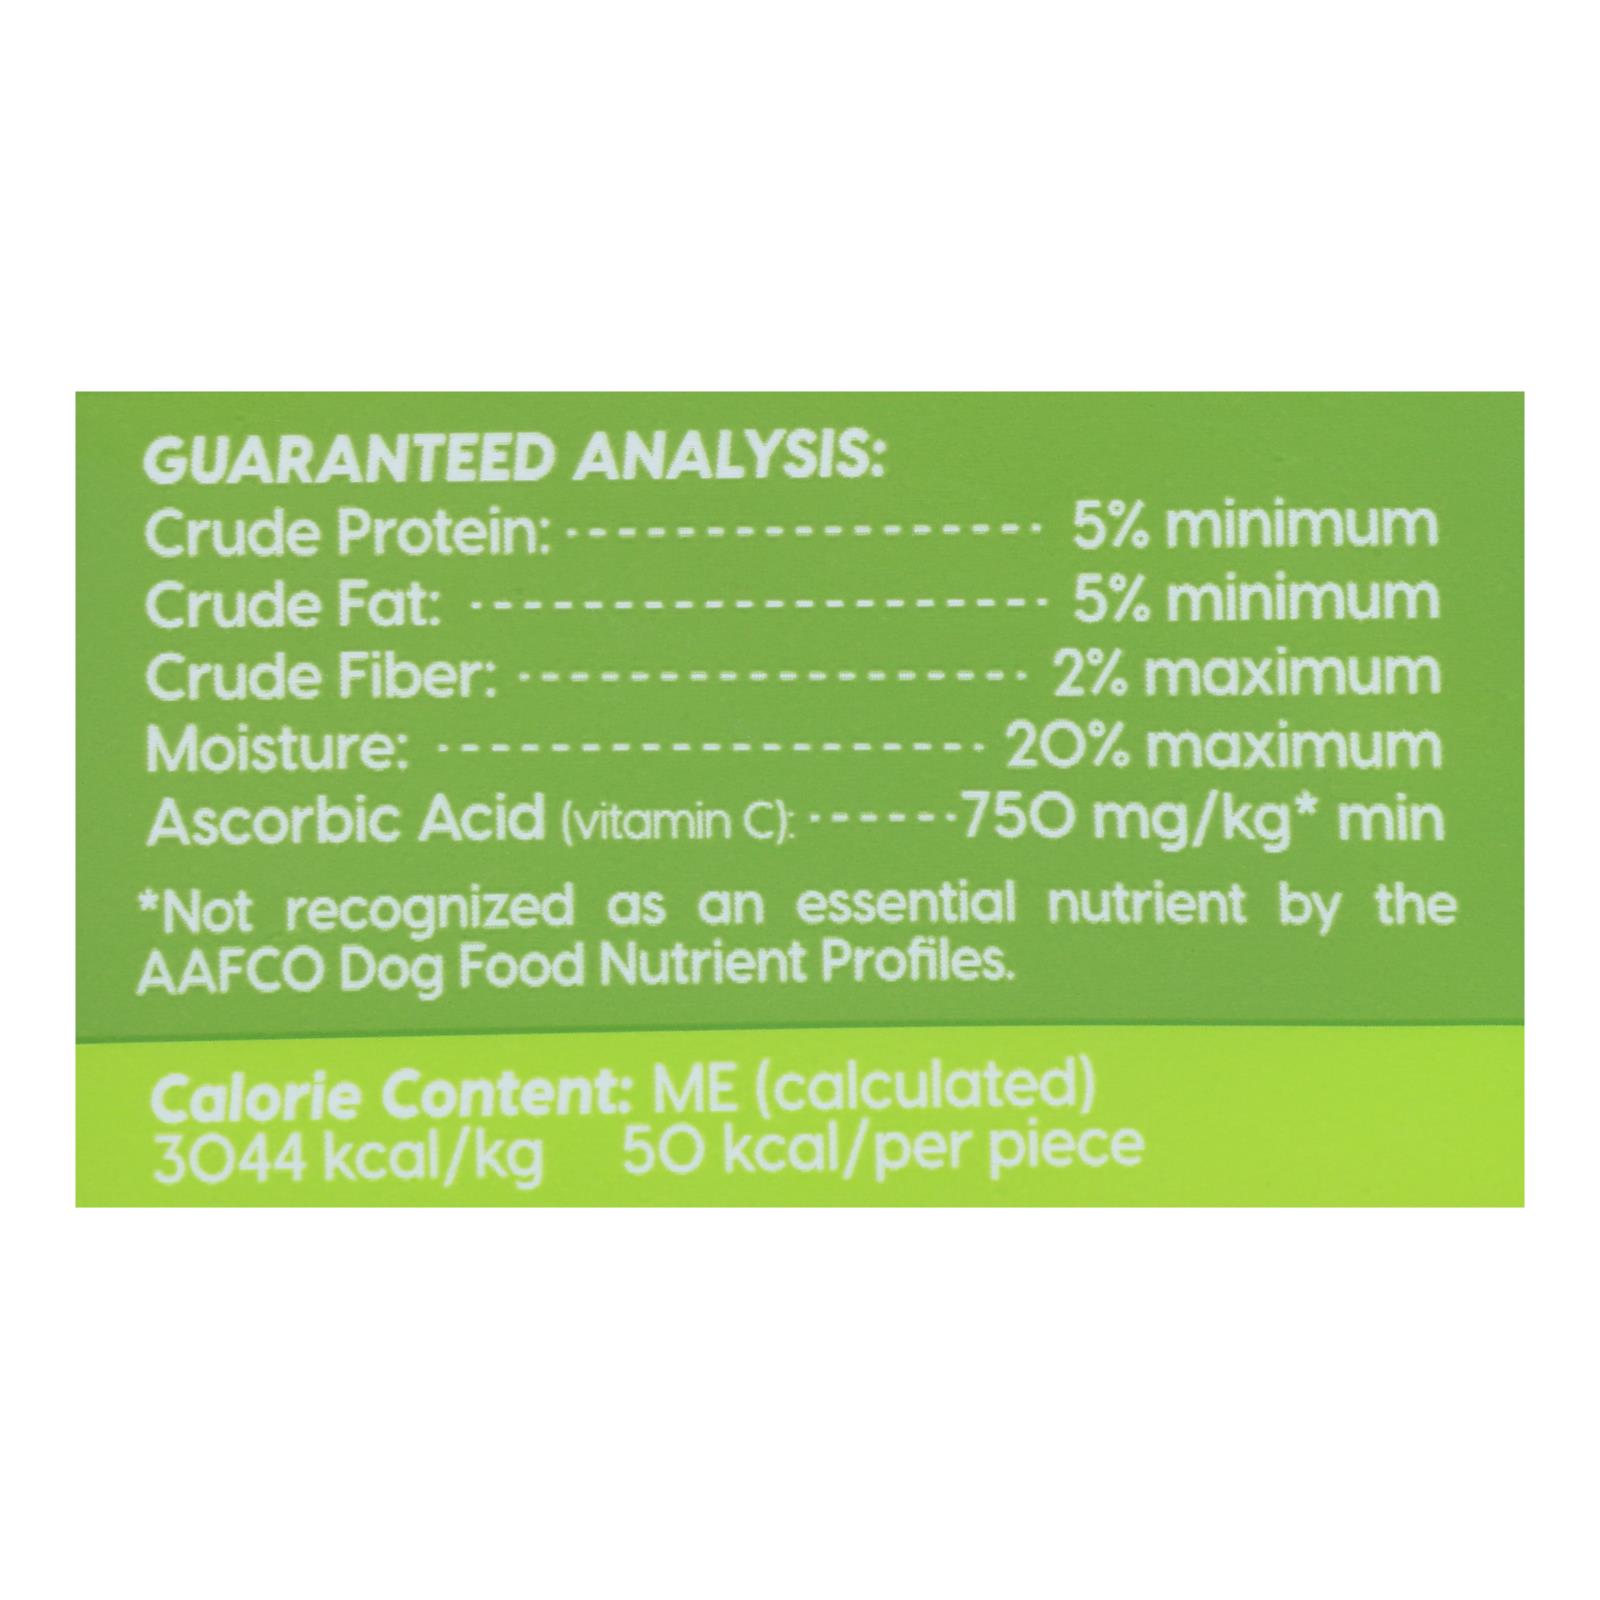 GUARANTEED ANALYSIS:
Crude Protein: ----------------- 5% minimum
Crude Fat: -------------------- 5% minimum
Crude Fiber: ------------------ 2% maximum
Moisture: ------------------- 20% maximum
Ascorbic Acid (vitamin C): ------750 mg/kg* min
*Not recognized as an essential nutrient by the
AAFCO Dog Food Nutrient Profiles.
Calorie Content: ME (calculated)
3044 kcal/kg 50 kcal/per piece